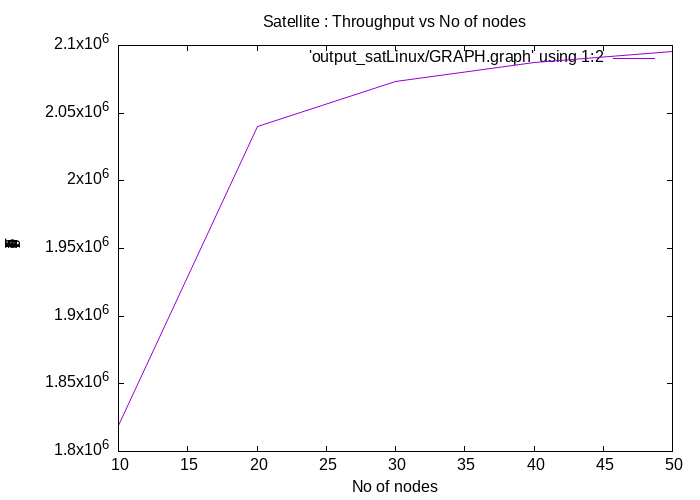 Satellite : Throughput vs No of nodes
'output_satLinux/GRAPH.graph' using 1:2
2.1x10^6
2.05x10^6
2x10^6
1.95x10^6
1.9x10^6
1.85x10^6
1.8x10^6
10 15 20 25 30 35 40 45 50
No of nodes